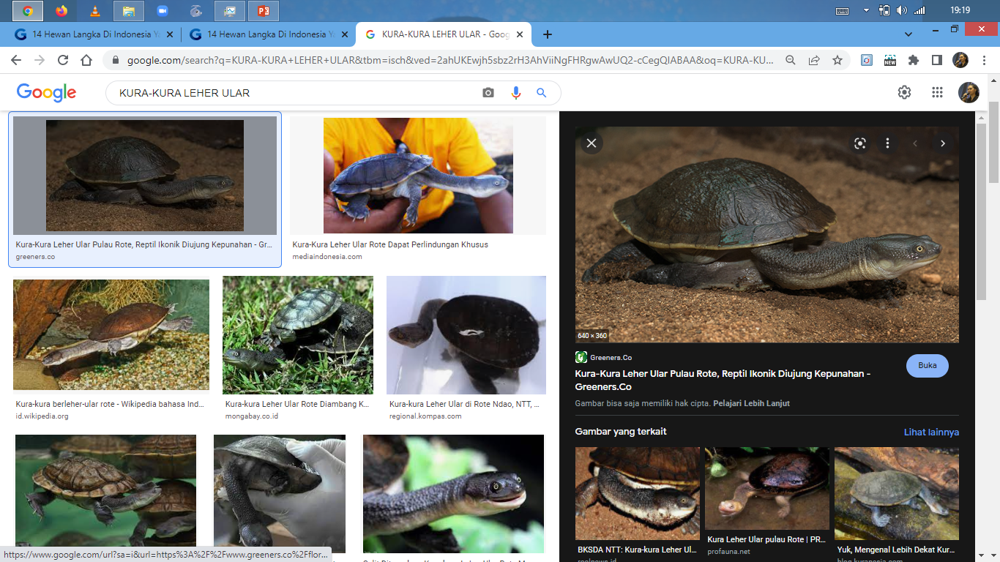 19:19
14 Hewan Langka Di Indonesia Ya
14 Hewan Langka Di Indonesia Ya
KURA-KURA LEHER ULAR - Goog
google.com/search?q=KURA-KURA+LEHER+ULAR&tbm=isch&ved=2ahUKEwjh5sbz2rH3AhViiNgFHRgwAwUQ2-cCegQIABAA&oq=KURA-KU...
NEW
Google
KURA-KURA LEHER ULAR
Kura-Kura Leher Ular Pulau Rote, Reptil Ikonik Diujung Kepunahan - Gr...
greeners.co
Kura-Kura Leher Ular Rote Dapat Perlindungan Khusus
mediaindonesia.com
Kura-kura berleher-ular rote - Wikipedia bahasa Ind...
id.wikipedia.org
Kura-kura Leher Ular Rote Diambang K...
mongabay.co.id
Kura-kura Leher Ular di Rote Ndao, NTT, ...
regional.kompas.com
640 × 360
Greeners.Co
Buka
Kura-Kura Leher Ular Pulau Rote, Reptil Ikonik Diujung Kepunahan -
Greeners.Co
Gambar bisa saja memiliki hak cipta. Pelajari Lebih Lanjut
Gambar yang terkait
Lihat lainnya
BKSDA NTT: Kura-kura Leher Ul...
Kura Leher Ular pulau Rote | PR...
profauna.net
Yuk, Mengenal Lebih Dekat Kur...
https://www.google.com/url?sa=i&url=https%3A%2F%2Fwww.greeners.co%2Fflor...